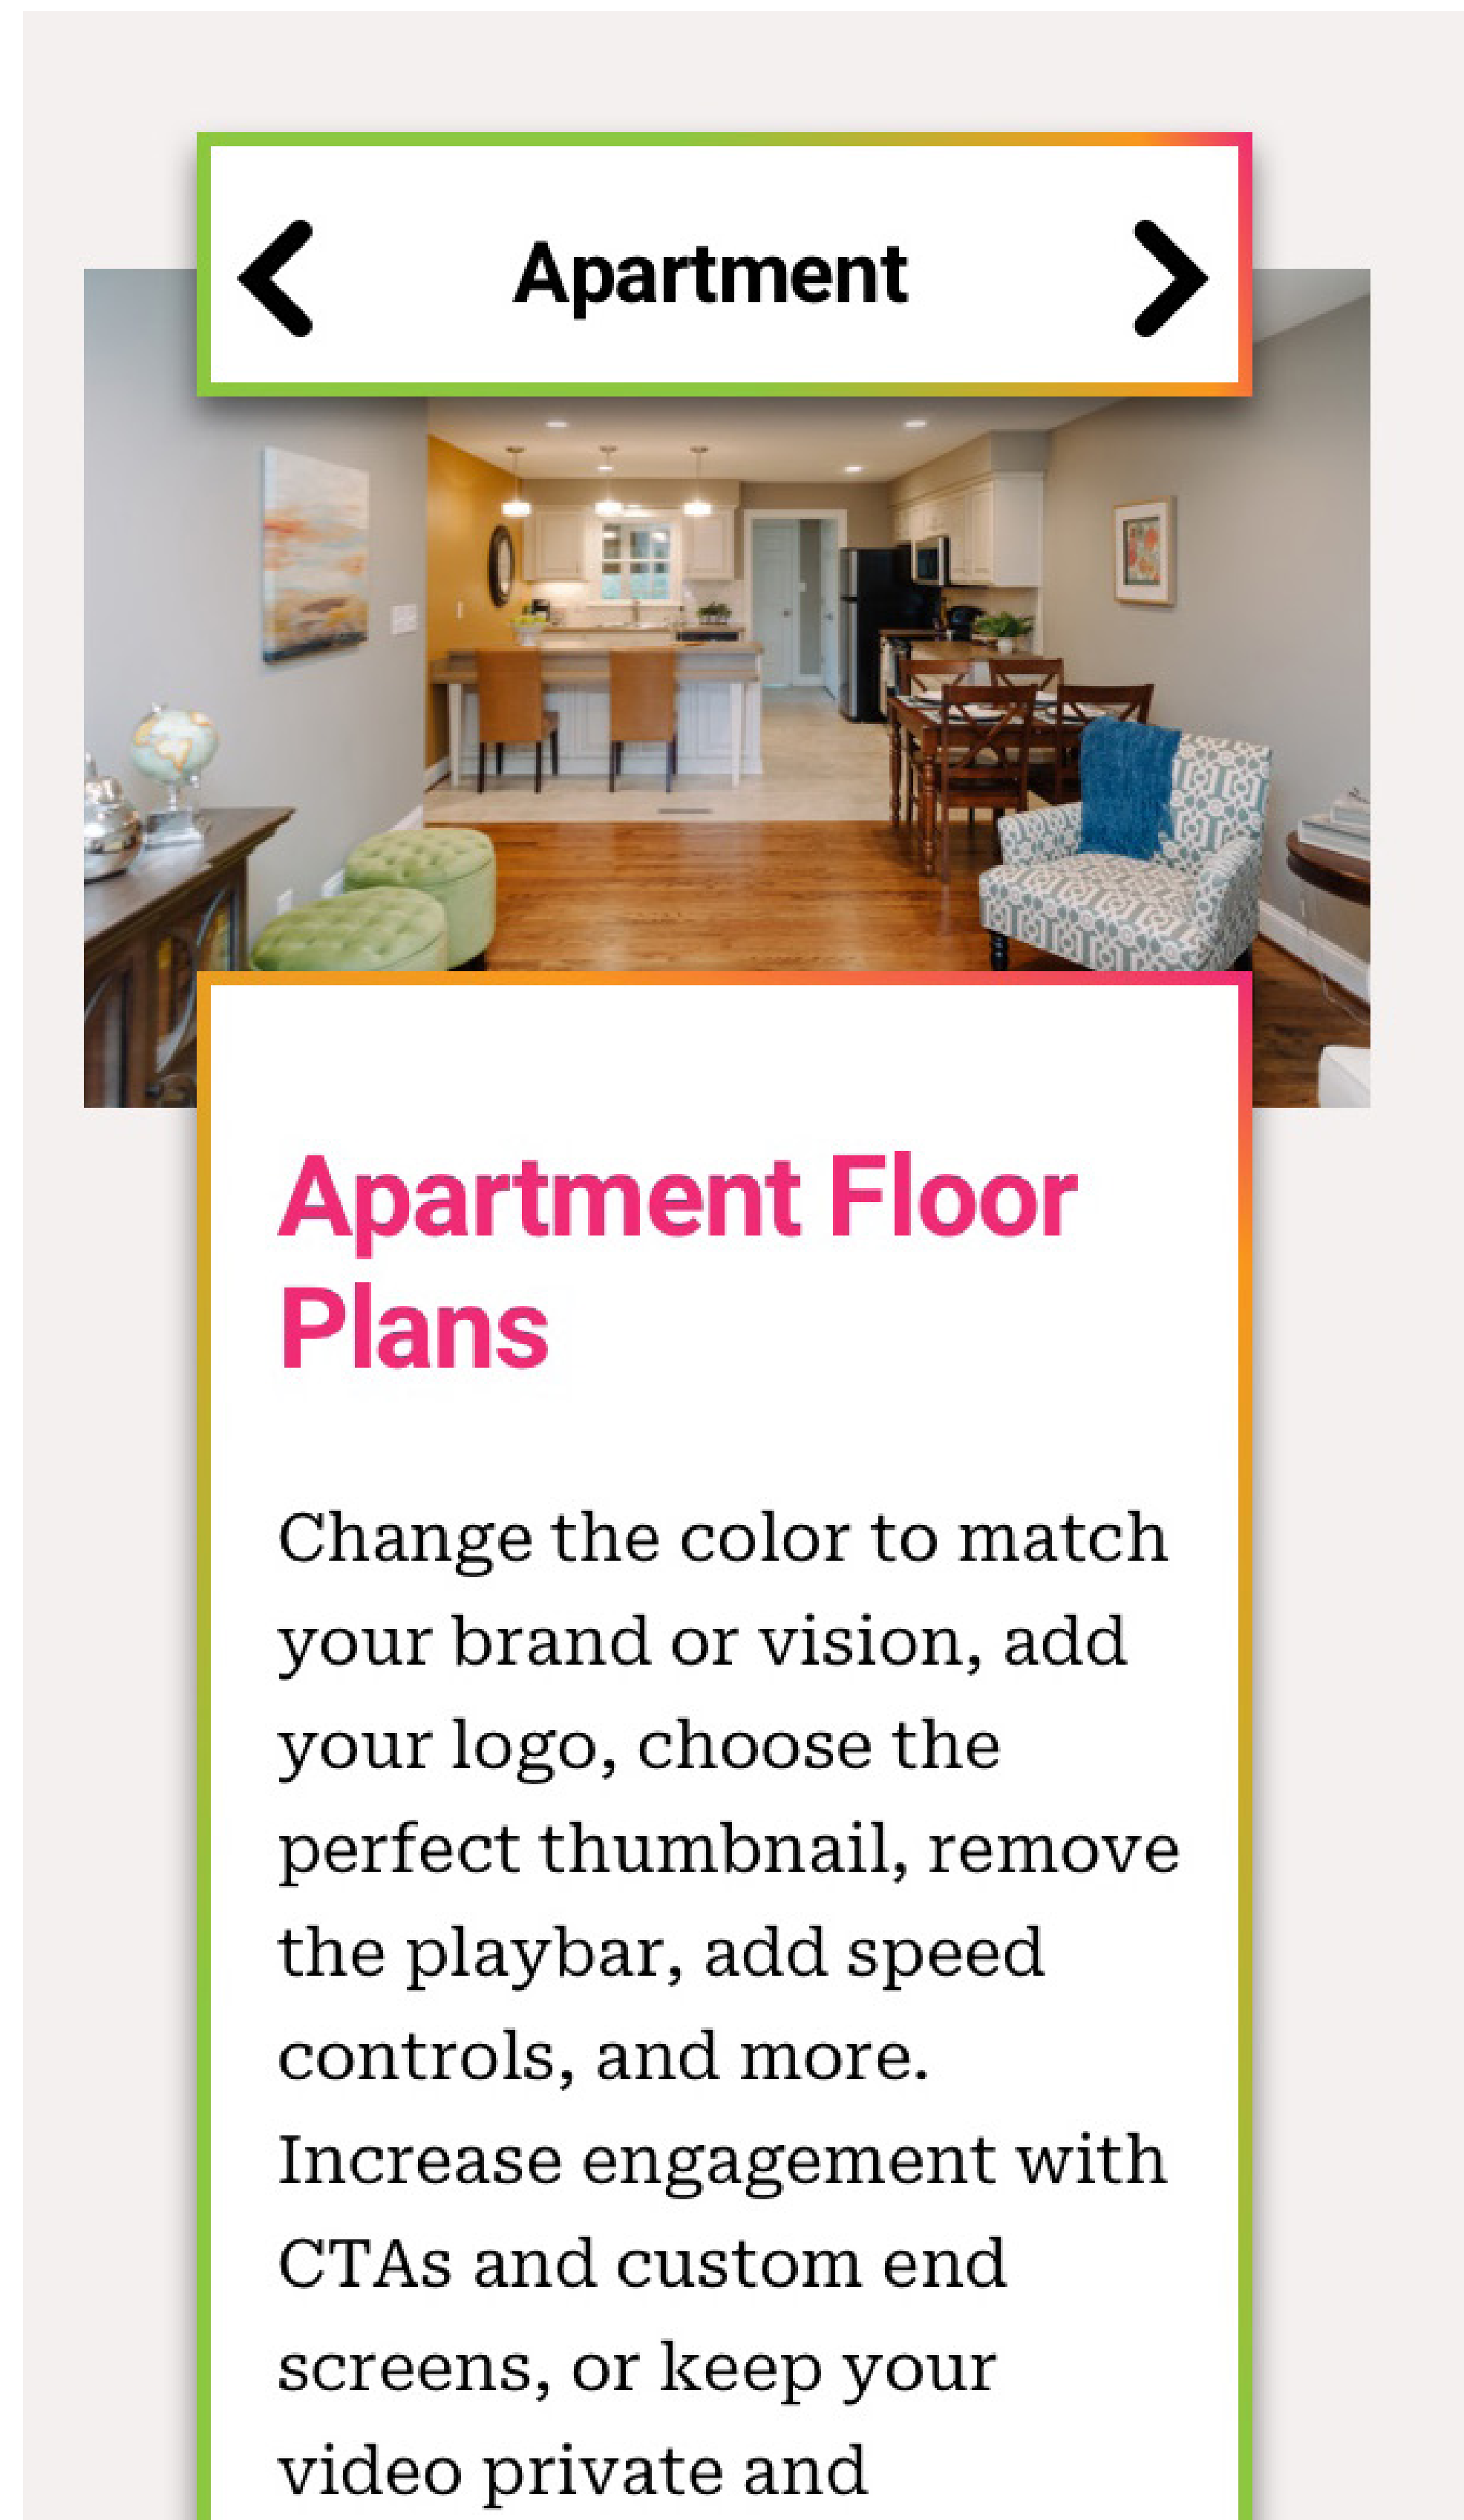 Apartment
Apartment Floor
Plans
Change the color to match
your brand or vision, add
your logo, choose the
perfect thumbnail, remove
the playbar, add speed
controls, and more.
Increase engagement with
CTAs and custom end
screens, or keep your
video private and